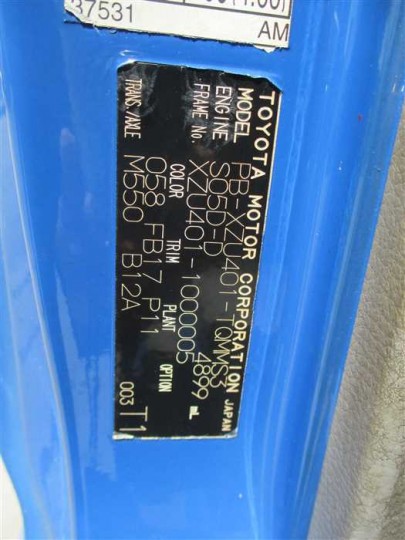 37531
AM
TOYOTA MOTOR CORPORATION JAPAN
MODEL PB-XZU401-TQMMS3
ENGINE S05D-D 4899 mL
FRAME No. XZU401-1000005
COLOR TRIM PLANT OPTION
058 FB17 P11
TRANS./AXLE M550 B12A
003 T1